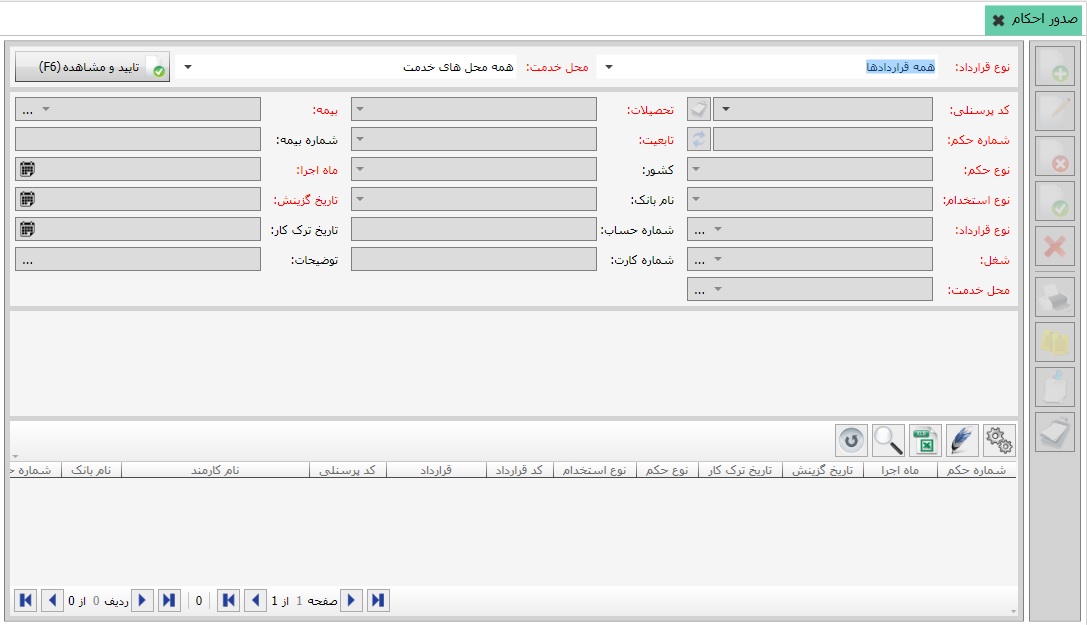 صدور احکام
نوع قرارداد: همه قراردادها محل خدمت: همه محل های خدمت تایید و مشاهده (F6)
کد پرسنلی: تحصیلات: بیمه: ...
شماره حکم: تابعیت: شماره بیمه:
نوع حکم: کشور: ماه اجرا:
نوع استخدام: نام بانک: تاریخ گزینش:
نوع قرارداد: ... شماره حساب: تاریخ ترک کار:
شغل: ... شماره کارت: توضیحات: ...
محل خدمت: ...
شماره حکم ماه اجرا تاریخ گزینش تاریخ ترک کار نوع حکم نوع استخدام کد قرارداد قرارداد کد پرسنلی نام کارمند نام بانک شماره
صفحه 1 از 1 0 ردیف 0 از 0